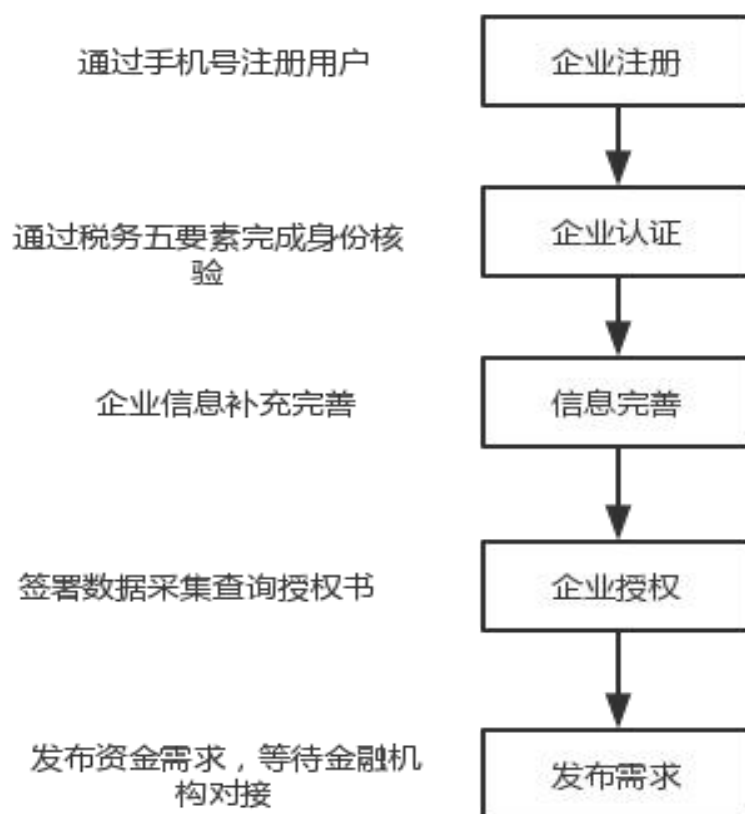 通过手机号注册用户
企业注册
通过税务五要素完成身份核
验
企业认证
企业信息补充完善
信息完善
签署数据采集查询授权书
企业授权
发布资金需求，等待金融机
构对接
发布需求